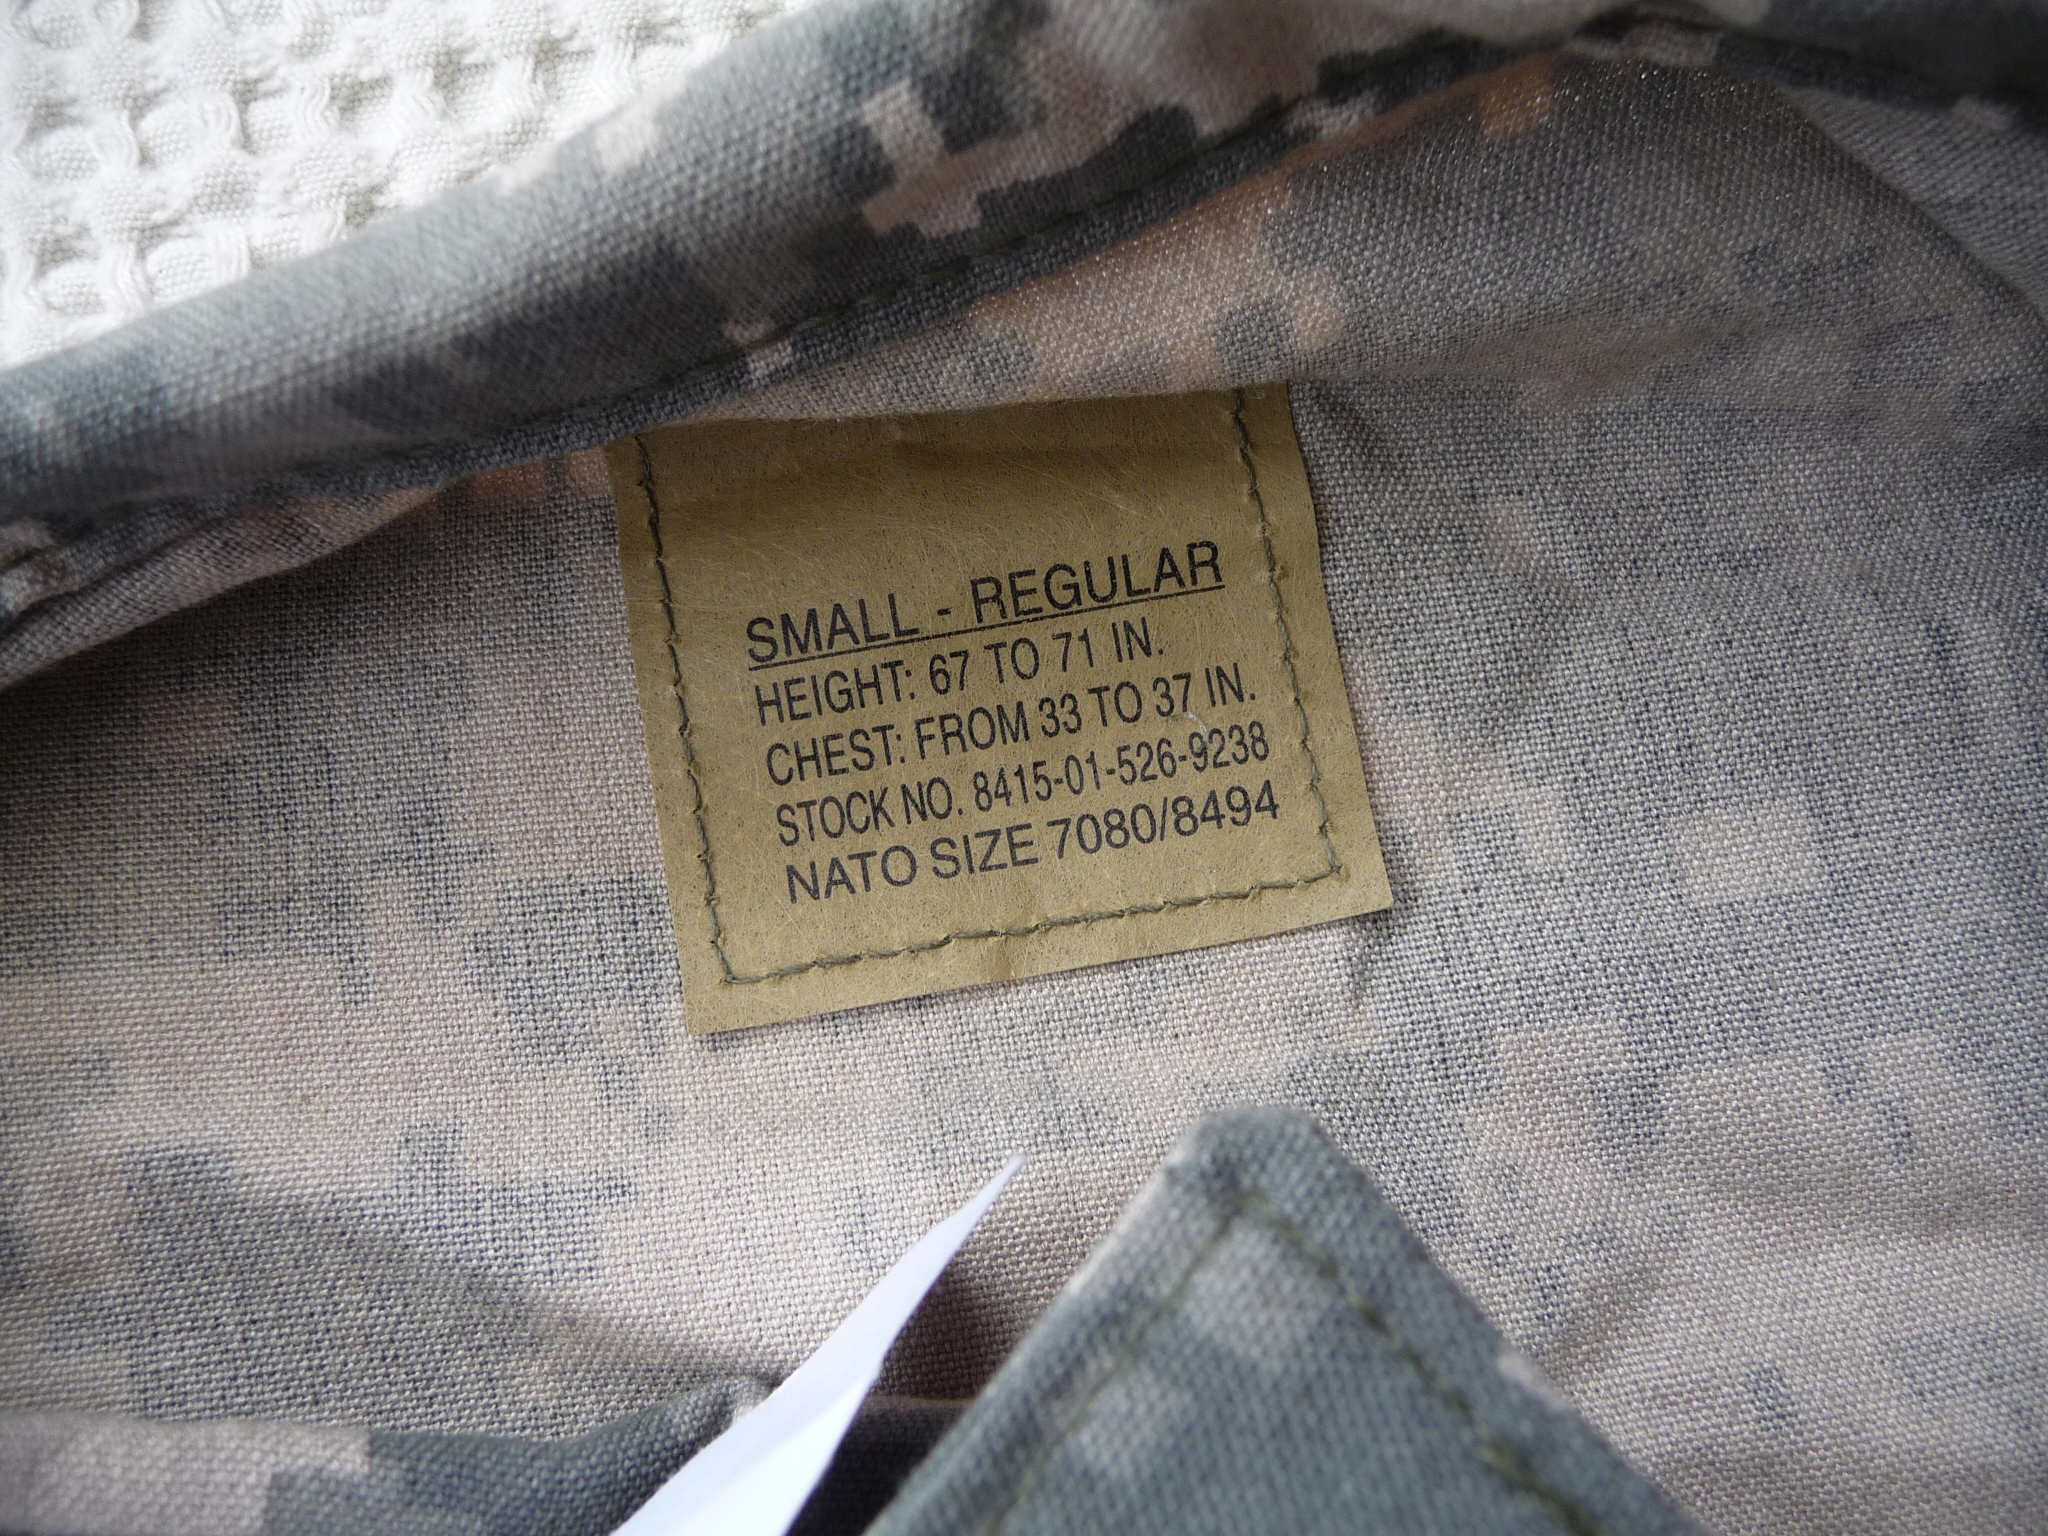 SMALL - REGULAR
HEIGHT: 67 TO 71 IN.
CHEST: FROM 33 TO 37 IN.
STOCK NO. 8415-01-526-9238
NATO SIZE 7080/8494